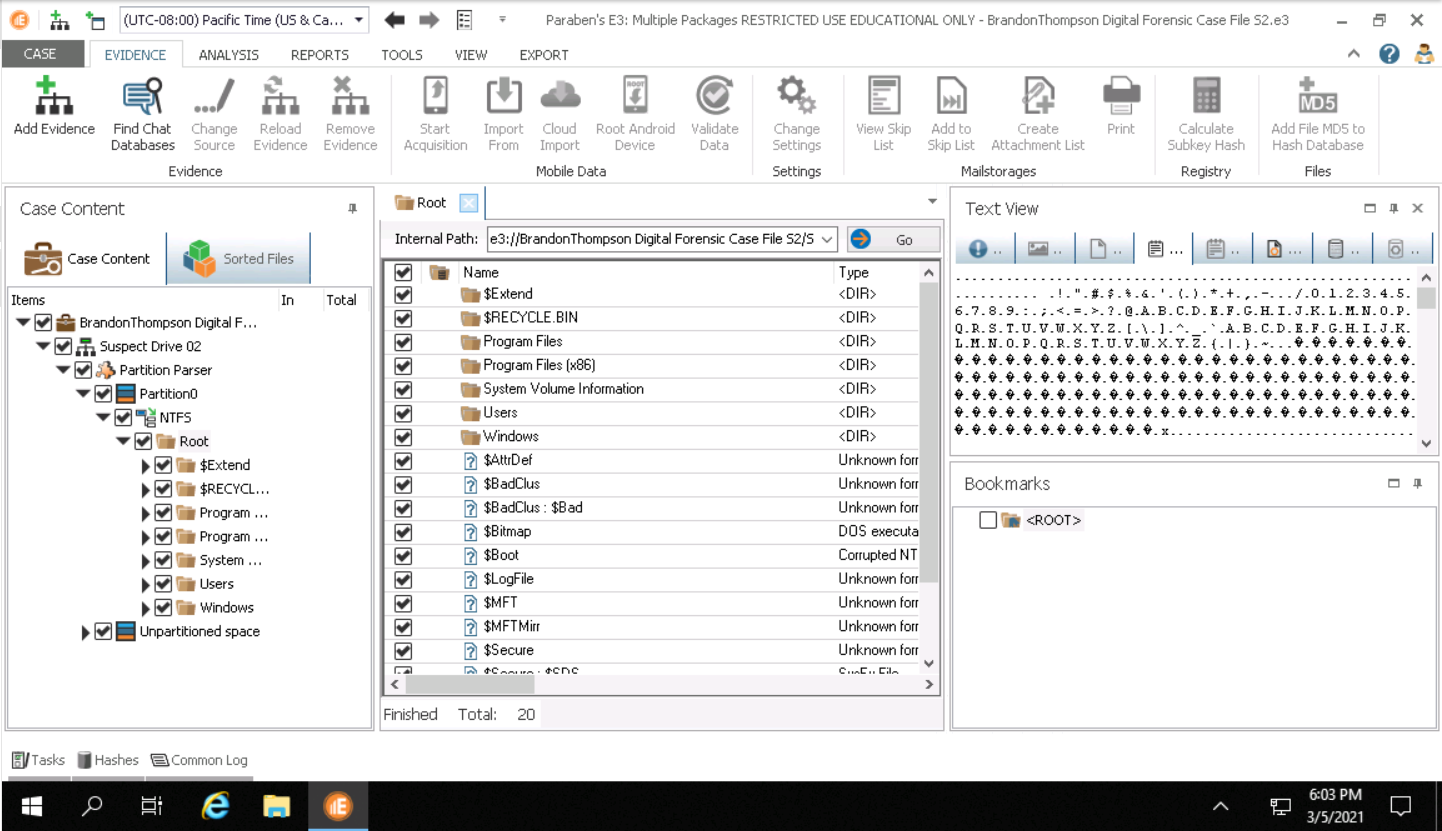 (UTC-08:00) Pacific Time (US & Ca...
Paraben's E3: Multiple Packages RESTRICTED USE EDUCATIONAL ONLY - BrandonThompson Digital Forensic Case File S2.e3
CASE EVIDENCE ANALYSIS REPORTS TOOLS VIEW EXPORT
Add Evidence
Find Chat Databases
Change Source
Reload Evidence
Remove Evidence
Start Acquisition
Import From
Cloud Import
Root Android Device
Validate Data
Change Settings
View Skip List
Add to Skip List
Create Attachment List
Print
Calculate Subkey Hash
MD5
Add File MD5 to Hash Database
Evidence Mobile Data Settings Mailstorages Registry Files
Case Content
Case Content Sorted Files
Items In Total
BrandonThompson Digital F...
Suspect Drive 02
Partition Parser
Partition0
NTFS
Root
$Extend
$RECYCL...
Program ...
Program ...
System ...
Users
Windows
Unpartitioned space
Root
Internal Path: e3://BrandonThompson Digital Forensic Case File S2/S Go
Name Type
$Extend <DIR>
$RECYCLE.BIN <DIR>
Program Files <DIR>
Program Files (x86) <DIR>
System Volume Information <DIR>
Users <DIR>
Windows <DIR>
$AttrDef Unknown forr
$BadClus Unknown forr
$BadClus : $Bad Unknown forr
$Bitmap DOS executa
$Boot Corrupted NT
$LogFile Unknown forr
$MFT Unknown forr
$MFTMirr Unknown forr
$Secure Unknown forr
$Secure : $SDS
Finished Total: 20
Text View
.!.".#.$.%.&.'.(.).*.+.,.-.../.0.1.2.3.4.5.
6.7.8.9.:.;.<.=.>.?.@.A.B.C.D.E.F.G.H.I.J.K.L.M.N.O.P.
Q.R.S.T.U.V.W.X.Y.Z.[.\.].^._.`.A.B.C.D.E.F.G.H.I.J.K.
L.M.N.O.P.Q.R.S.T.U.V.W.X.Y.Z.{.|.}.~...
Bookmarks
<ROOT>
Tasks Hashes Common Log
6:03 PM
3/5/2021